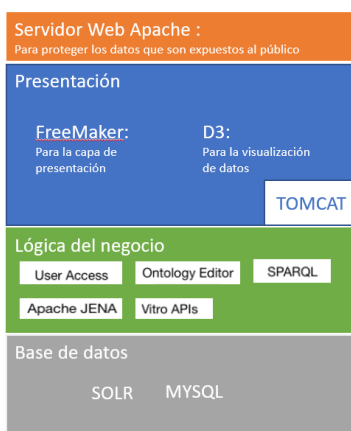 Servidor Web Apache :
Para proteger los datos que son expuestos al público
Presentación
FreeMaker:
Para la capa de
presentación
D3:
Para la visualización
de datos
TOMCAT
Lógica del negocio
User Access
Ontology Editor
SPARQL
Apache JENA
Vitro APIs
Base de datos
SOLR
MYSQL